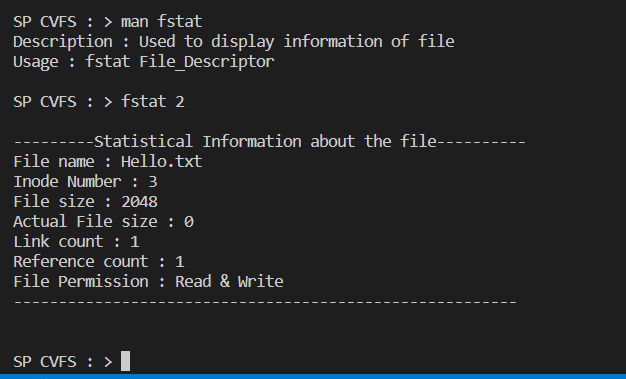 SP CVFS : > man fstat
Description : Used to display information of file
Usage : fstat File_Descriptor
SP CVFS : > fstat 2
---------Statistical Information about the file----------
File name : Hello.txt
Inode Number : 3
File size : 2048
Actual File size : 0
Link count : 1
Reference count : 1
File Permission : Read & Write
--------------------------------------------------------
SP CVFS : >